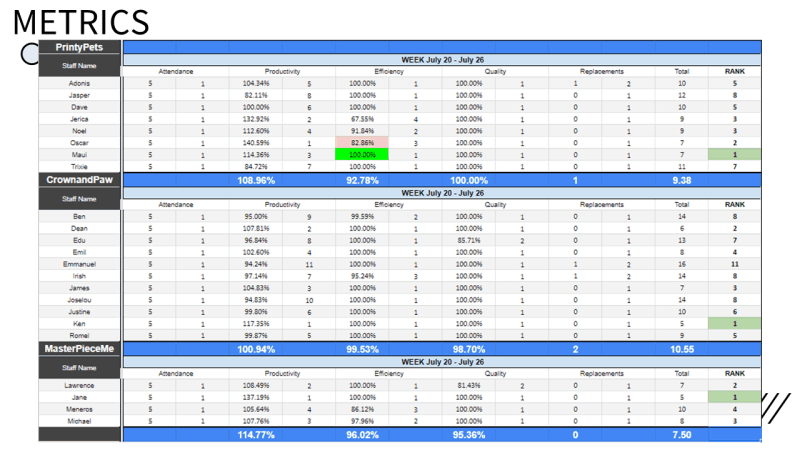 METRICS
PrintyPets
Staff Name
WEEK July 20 - July 26
Attendance Productivity Efficiency Quality Replacements Total RANK
Adonis 5 1 104.34% 5 100.00% 1 100.00% 1 1 2 10 5
Jasper 5 1 82.11% 8 100.00% 1 100.00% 1 0 1 12 8
Dave 5 1 100.00% 6 100.00% 1 100.00% 1 0 1 10 5
Jerica 5 1 132.92% 2 67.55% 4 100.00% 1 0 1 9 3
Noel 5 1 112.60% 4 91.84% 2 100.00% 1 0 1 9 3
Oscar 5 1 140.59% 1 82.86% 3 100.00% 1 0 1 7 2
Maui 5 1 114.36% 3 100.00% 1 100.00% 1 0 1 7 1
Trixie 5 1 84.72% 7 100.00% 1 100.00% 1 0 1 11 7
108.96% 92.78% 100.00% 1 9.38
CrownandPaw
Staff Name
WEEK July 20 - July 26
Attendance Productivity Efficiency Quality Replacements Total RANK
Ben 5 1 95.00% 9 99.59% 2 100.00% 1 0 1 14 8
Dean 5 1 107.81% 2 100.00% 1 100.00% 1 0 1 6 2
Edu 5 1 96.84% 8 100.00% 1 85.71% 2 0 1 13 7
Emil 5 1 102.60% 4 100.00% 1 100.00% 1 0 1 8 4
Emmanuel 5 1 94.24% 11 100.00% 1 100.00% 1 1 2 16 11
Irish 5 1 97.14% 7 95.24% 3 100.00% 1 1 2 14 8
James 5 1 104.83% 3 100.00% 1 100.00% 1 0 1 7 3
Joselou 5 1 94.83% 10 100.00% 1 100.00% 1 0 1 14 8
Justine 5 1 99.80% 6 100.00% 1 100.00% 1 0 1 10 6
Ken 5 1 117.35% 1 100.00% 1 100.00% 1 0 1 5 1
Romel 5 1 99.87% 5 100.00% 1 100.00% 1 0 1 9 5
100.94% 99.53% 98.70% 2 10.55
MasterPieceMe
Staff Name
WEEK July 20 - July 26
Attendance Productivity Efficiency Quality Replacements Total RANK
Lawrence 5 1 108.49% 2 100.00% 1 81.43% 2 0 1 7 2
Jane 5 1 137.19% 1 100.00% 1 100.00% 1 0 1 5 1
Meneros 5 1 105.64% 4 86.12% 3 100.00% 1 0 1 10 4
Michael 5 1 107.76% 3 97.96% 2 100.00% 1 0 1 8 3
114.77% 96.02% 95.36% 0 7.50